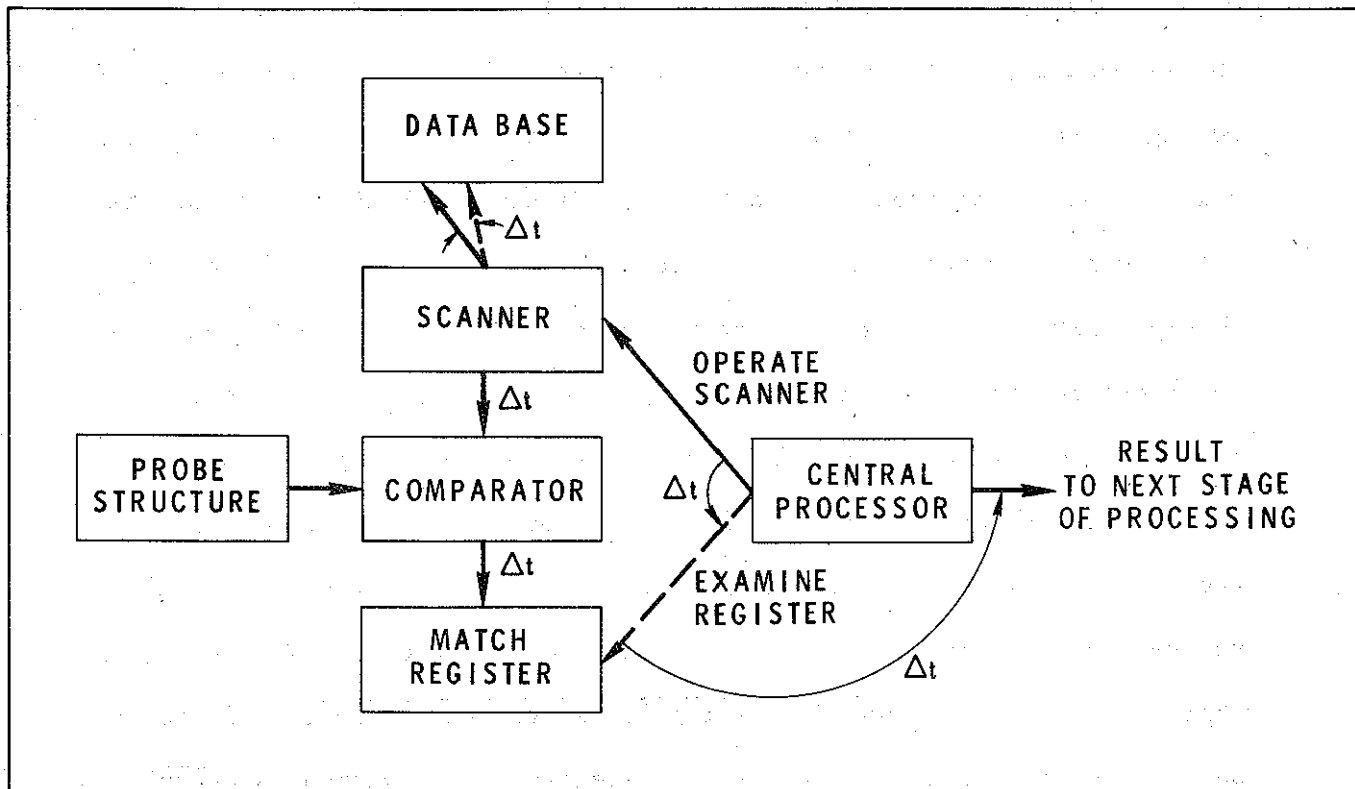 DATA BASE
Δt
SCANNER
OPERATE
SCANNER
Δt
PROBE
STRUCTURE
COMPARATOR
Δt
CENTRAL
PROCESSOR
RESULT
TO NEXT STAGE
OF PROCESSING
Δt
EXAMINE
REGISTER
MATCH
REGISTER
Δt